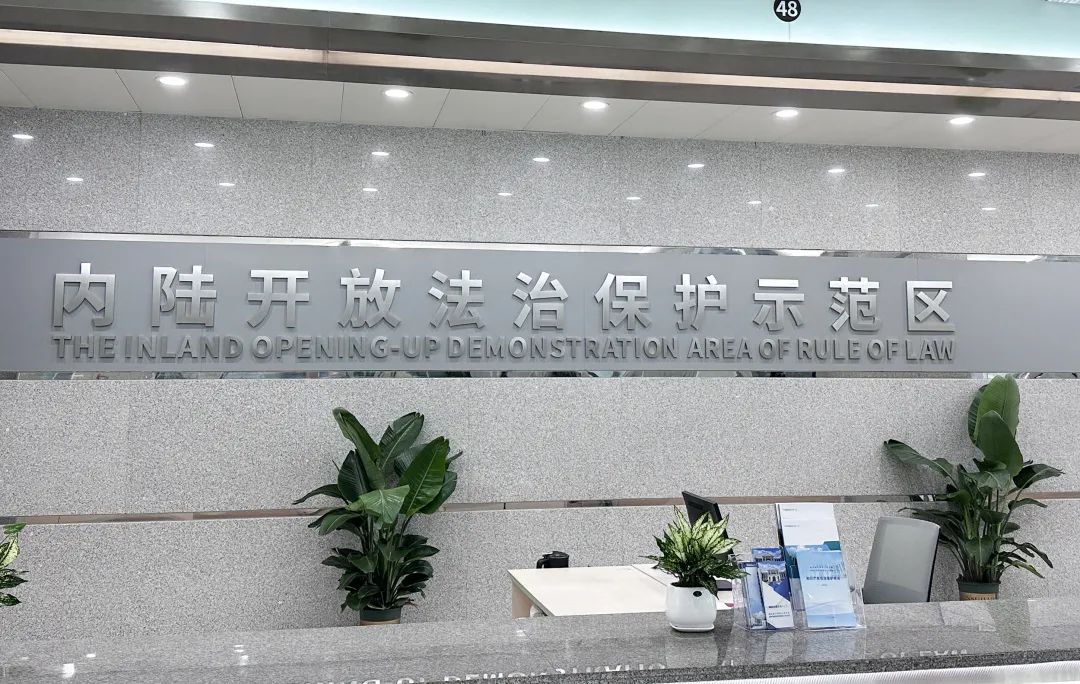 48
内陆开放法治保护示范区
THE INLAND OPENING-UP DEMONSTRATION AREA OF RULE OF LAW